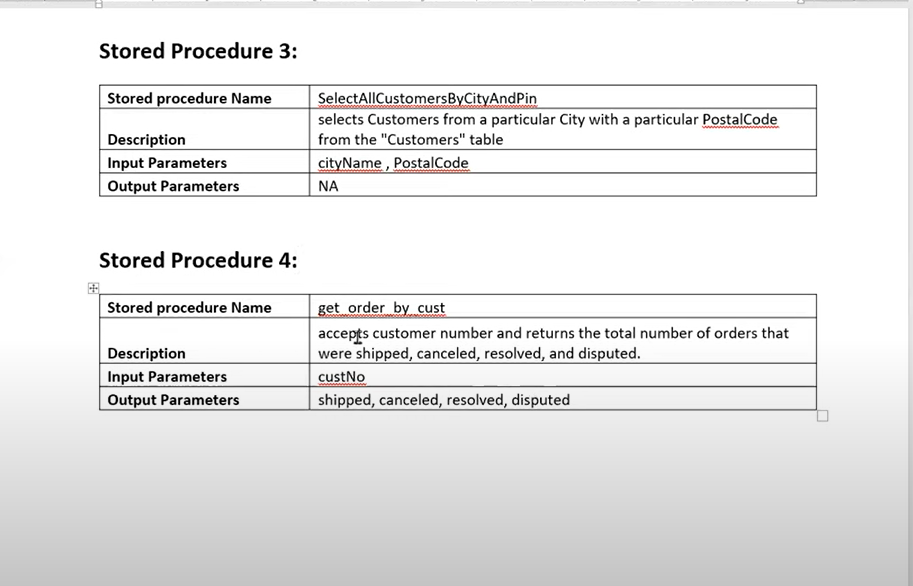 Stored Procedure 3:
Stored procedure Name SelectAllCustomersByCityAndPin
selects Customers from a particular City with a particular PostalCode
Description from the "Customers" table
Input Parameters cityName , PostalCode
Output Parameters NA
Stored Procedure 4:
Stored procedure Name get_order_by_cust
accepts customer number and returns the total number of orders that
Description were shipped, canceled, resolved, and disputed.
Input Parameters custNo
Output Parameters shipped, canceled, resolved, disputed